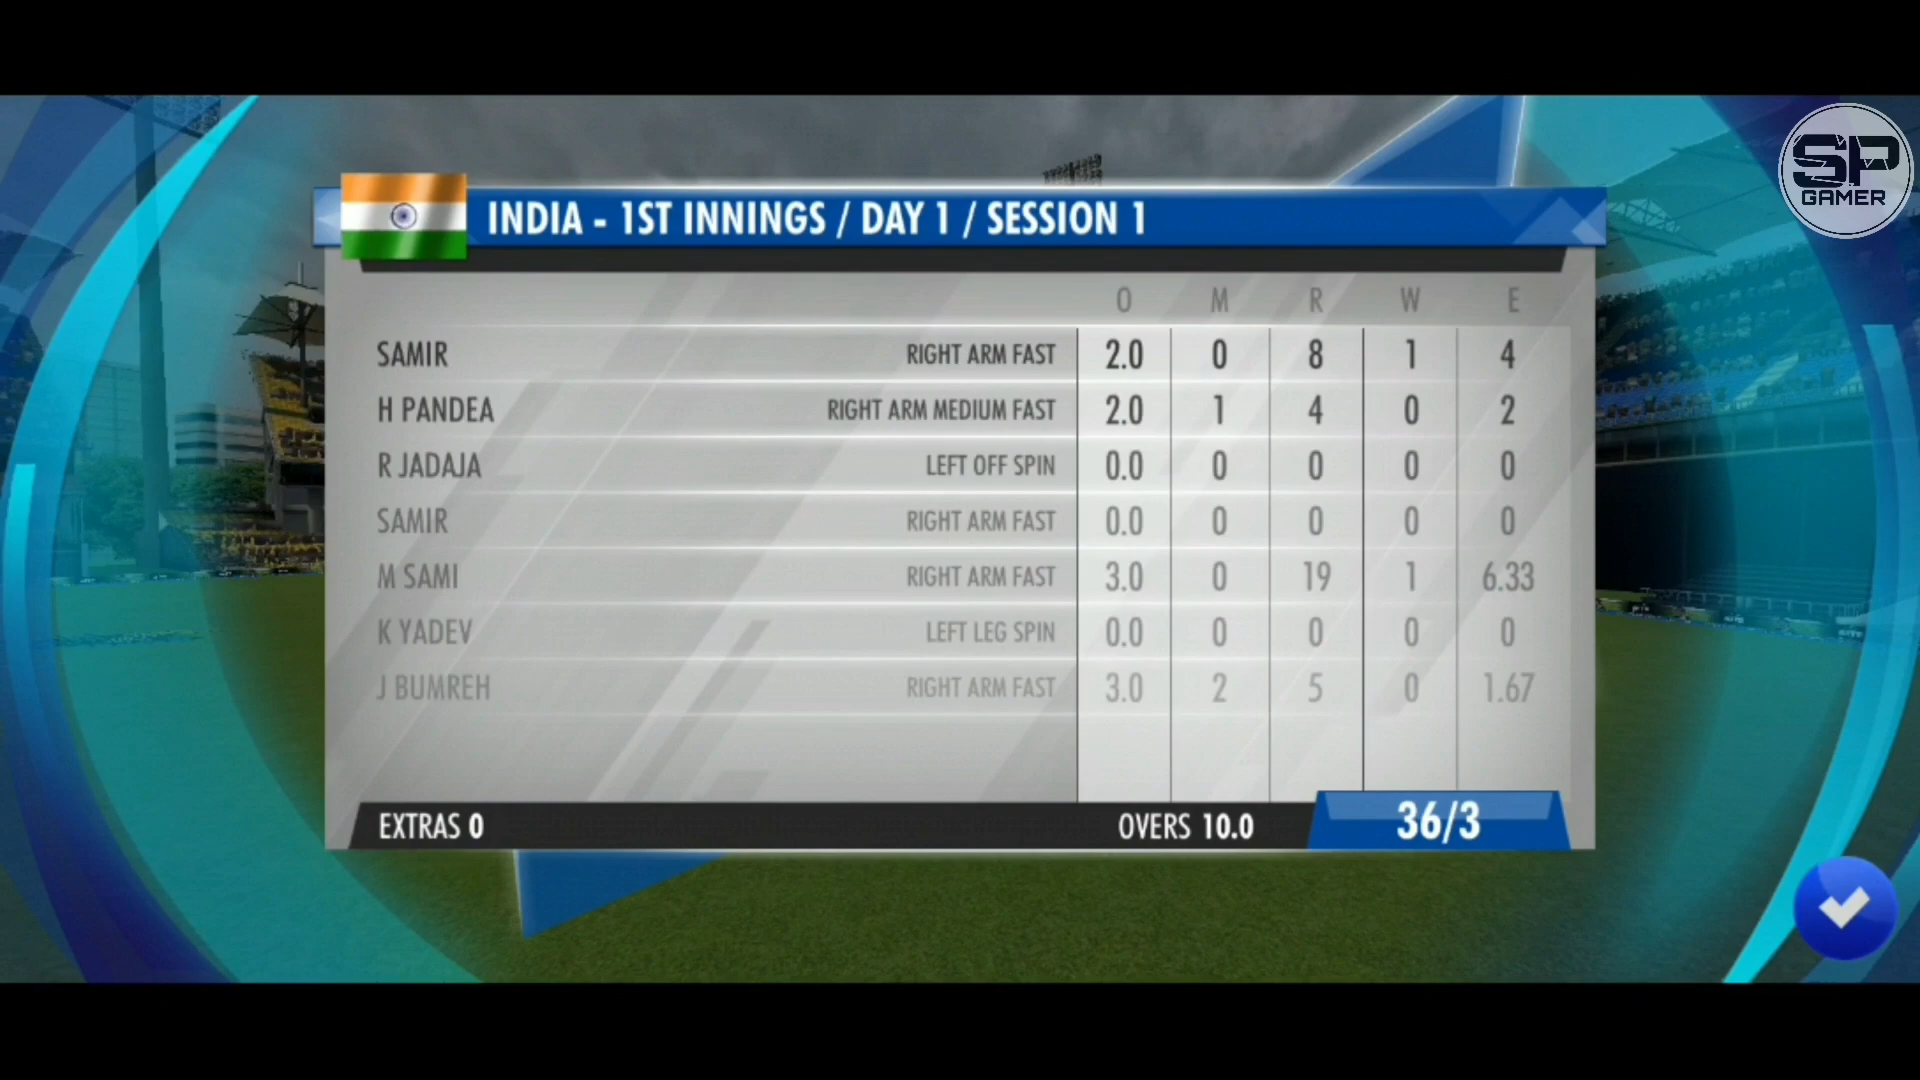 SP
GAMER
INDIA - 1ST INNINGS / DAY 1 / SESSION 1
O M R W E
SAMIR RIGHT ARM FAST 2.0 0 8 1 4
H PANDEA RIGHT ARM MEDIUM FAST 2.0 1 4 0 2
R JADAJA LEFT OFF SPIN 0.0 0 0 0 0
SAMIR RIGHT ARM FAST 0.0 0 0 0 0
M SAMI RIGHT ARM FAST 3.0 0 19 1 6.33
K YADEV LEFT LEG SPIN 0.0 0 0 0 0
J BUMREH RIGHT ARM FAST 3.0 2 5 0 1.67
EXTRAS 0 OVERS 10.0 36/3